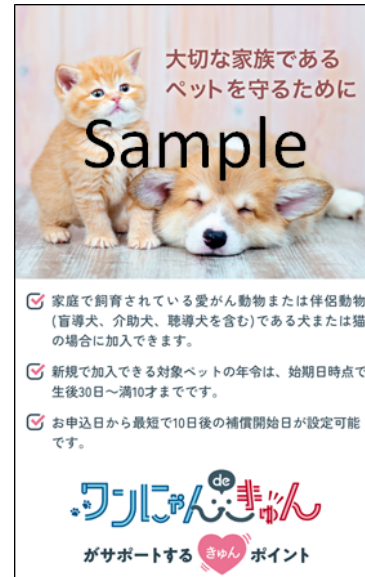 大切な家族である
ペットを守るために
Sample
家庭で飼育されている愛がん動物または伴侶動物
(盲導犬、介助犬、聴導犬を含む)である犬または猫
の場合に加入できます。
新規で加入できる対象ペットの年令は、始期日時点で
生後30日〜満10才までです。
お申込日から最短で10日後の補償開始日が設定可能
です。
de
ワンにゃん きゅん
がサポートする きゅん ポイント